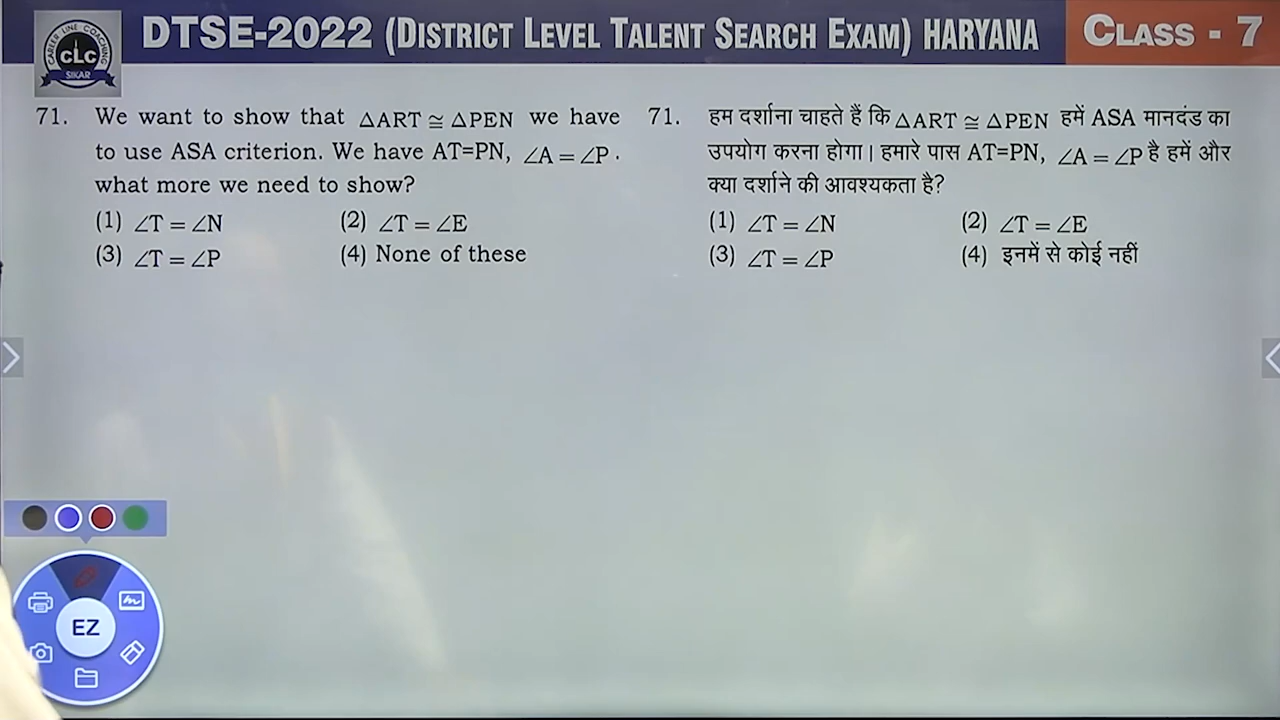 DTSE-2022 (DISTRICT LEVEL TALENT SEARCH EXAM) HARYANA
CLASS - 7
CAREER LINE COACHING
CLC
SIKAR
71. We want to show that △ART ≅ △PEN we have
to use ASA criterion. We have AT=PN, ∠A = ∠P .
what more we need to show?
(1) ∠T = ∠N (2) ∠T = ∠E
(3) ∠T = ∠P (4) None of these
71. हम दर्शाना चाहते हैं कि △ART ≅ △PEN हमें ASA मानदंड का
उपयोग करना होगा। हमारे पास AT=PN, ∠A = ∠P है हमें और
क्या दर्शाने की आवश्यकता है?
(1) ∠T = ∠N (2) ∠T = ∠E
(3) ∠T = ∠P (4) इनमें से कोई नहीं
EZ